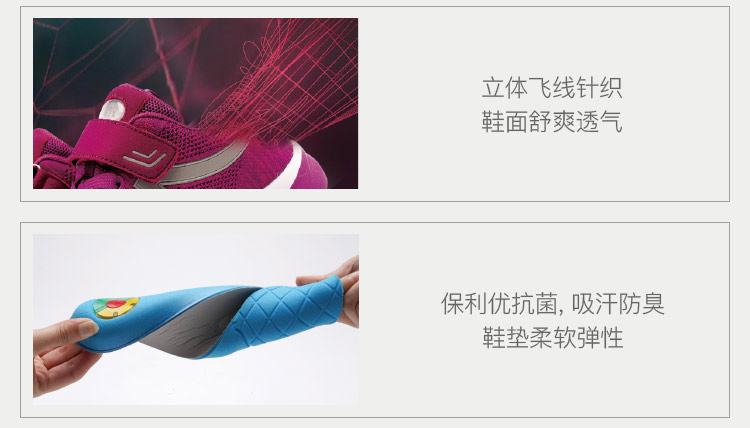 立体飞线针织
鞋面舒爽透气
保利优抗菌, 吸汗防臭
鞋垫柔软弹性